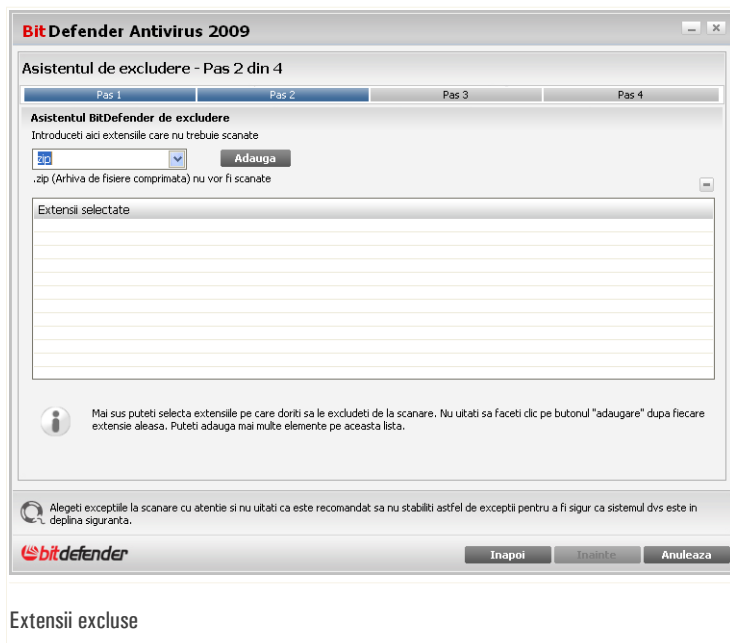 BitDefender Antivirus 2009
Asistentul de excludere - Pas 2 din 4
Pas 1 Pas 2 Pas 3 Pas 4
Asistentul BitDefender de excludere
Introduceti aici extensiile care nu trebuie scanate
zip Adauga
.zip (Arhiva de fisiere comprimata) nu vor fi scanate
Extensii selectate
Mai sus puteti selecta extensiile pe care doriti sa le excludeti de la scanare. Nu uitati sa faceti clic pe butonul "adaugare" dupa fiecare
extensie aleasa. Puteti adauga mai multe elemente pe aceasta lista.
Alegeti exceptiile la scanare cu atentie si nu uitati ca este recomandat sa nu stabiliti astfel de exceptii pentru a fi sigur ca sistemul dvs este in
deplina siguranta.
bitdefender Inapoi Inainte Anuleaza
Extensii excluse